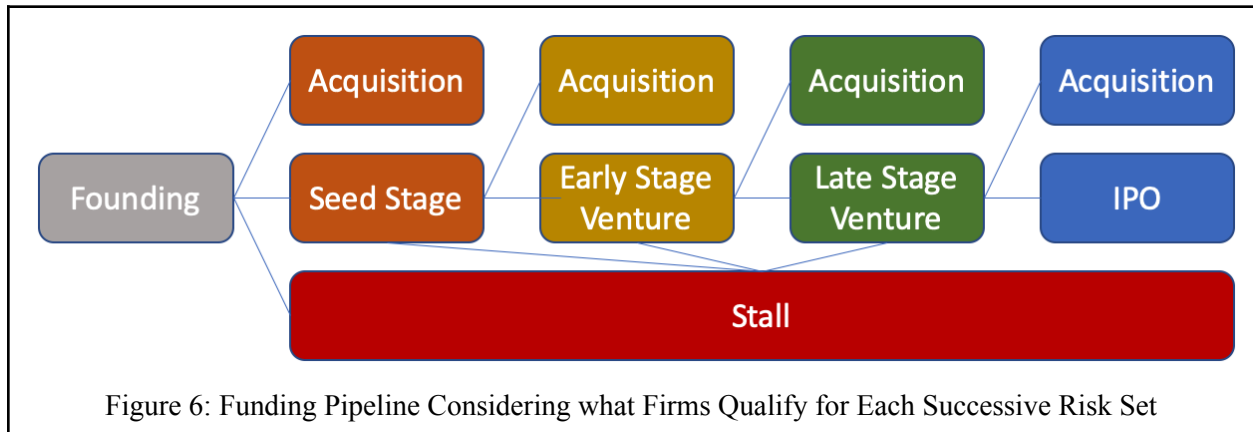 Acquisition
Acquisition
Acquisition
Acquisition
Founding
Seed Stage
Early Stage
Venture
Late Stage
Venture
IPO
Stall
Figure 6: Funding Pipeline Considering what Firms Qualify for Each Successive Risk Set